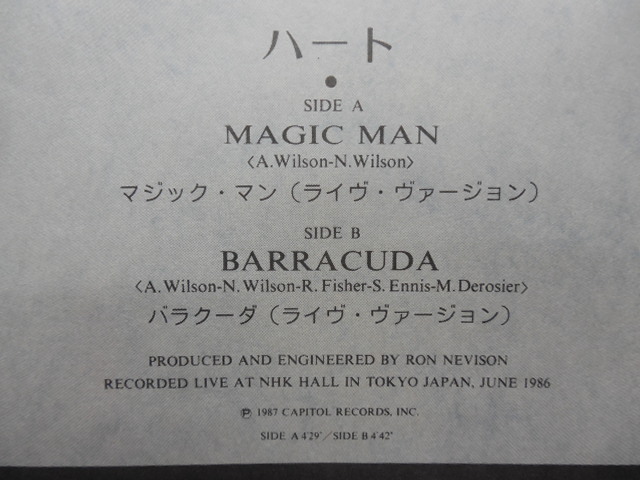 ハート
●
SIDE A
MAGIC MAN
〈A.Wilson-N.Wilson〉
マジック・マン（ライヴ・ヴァージョン）
SIDE B
BARRACUDA
〈A.Wilson-N.Wilson-R. Fisher-S. Ennis-M. Derosier〉
バラクーダ（ライヴ・ヴァージョン）
PRODUCED AND ENGINEERED BY RON NEVISON
RECORDED LIVE AT NHK HALL IN TOKYO JAPAN, JUNE 1986
℗ 1987 CAPITOL RECORDS, INC.
SIDE A 4'29"／SIDE B 4'42"